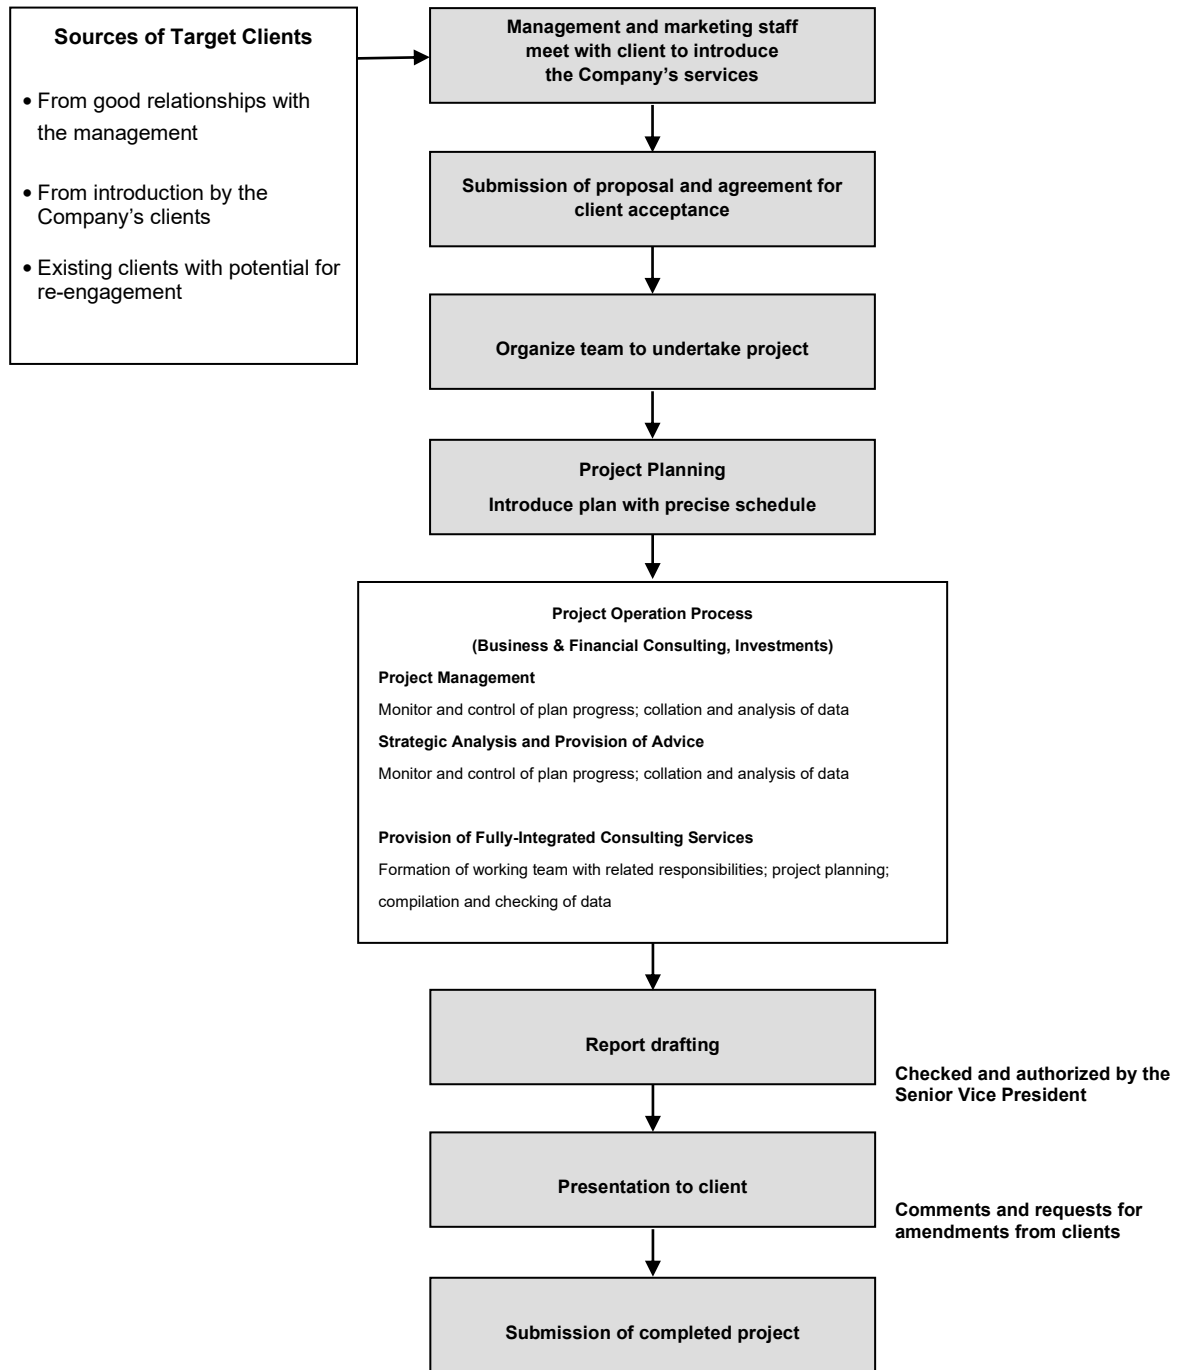 Sources of Target Clients
• From good relationships with
the management
• From introduction by the
Company’s clients
• Existing clients with potential for
re-engagement
Management and marketing staff
meet with client to introduce
the Company’s services
Submission of proposal and agreement for
client acceptance
Organize team to undertake project
Project Planning
Introduce plan with precise schedule
Project Operation Process
(Business & Financial Consulting, Investments)
Project Management
Monitor and control of plan progress; collation and analysis of data
Strategic Analysis and Provision of Advice
Monitor and control of plan progress; collation and analysis of data
Provision of Fully-Integrated Consulting Services
Formation of working team with related responsibilities; project planning;
compilation and checking of data
Report drafting
Checked and authorized by the
Senior Vice President
Presentation to client
Comments and requests for
amendments from clients
Submission of completed project